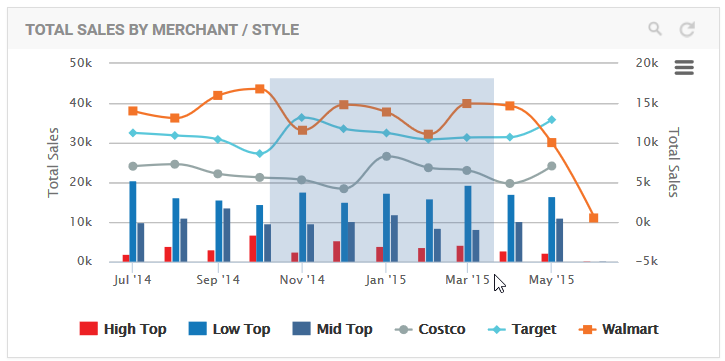 TOTAL SALES BY MERCHANT / STYLE
50k
40k
30k
20k
10k
0k
Total Sales
20k
15k
10k
5k
0k
-5k
Total Sales
Jul '14 Sep '14 Nov '14 Jan '15 Mar '15 May '15
High Top Low Top Mid Top Costco Target Walmart